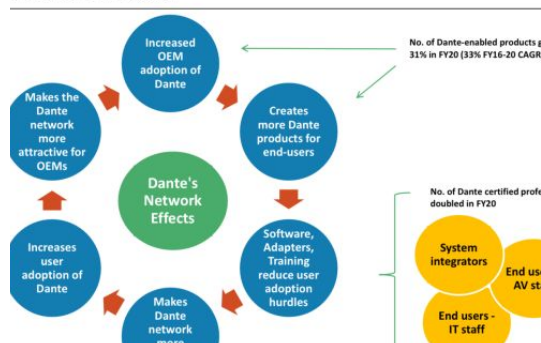 Increased
OEM
adoption of
Dante
No. of Dante-enabled products g
31% in FY20 (33% FY16-20 CAGR
Makes the
Dante
network
more
attractive for
OEMs
Creates
more Dante
products for
end-users
Dante's
Network
Effects
No. of Dante certified profe
doubled in FY20
Increases
user
adoption of
Dante
Software,
Adapters,
Training reduce user
adoption
hurdles
System
integrators
End use
AV sta
Makes
Dante
network
more
End users -
IT staff